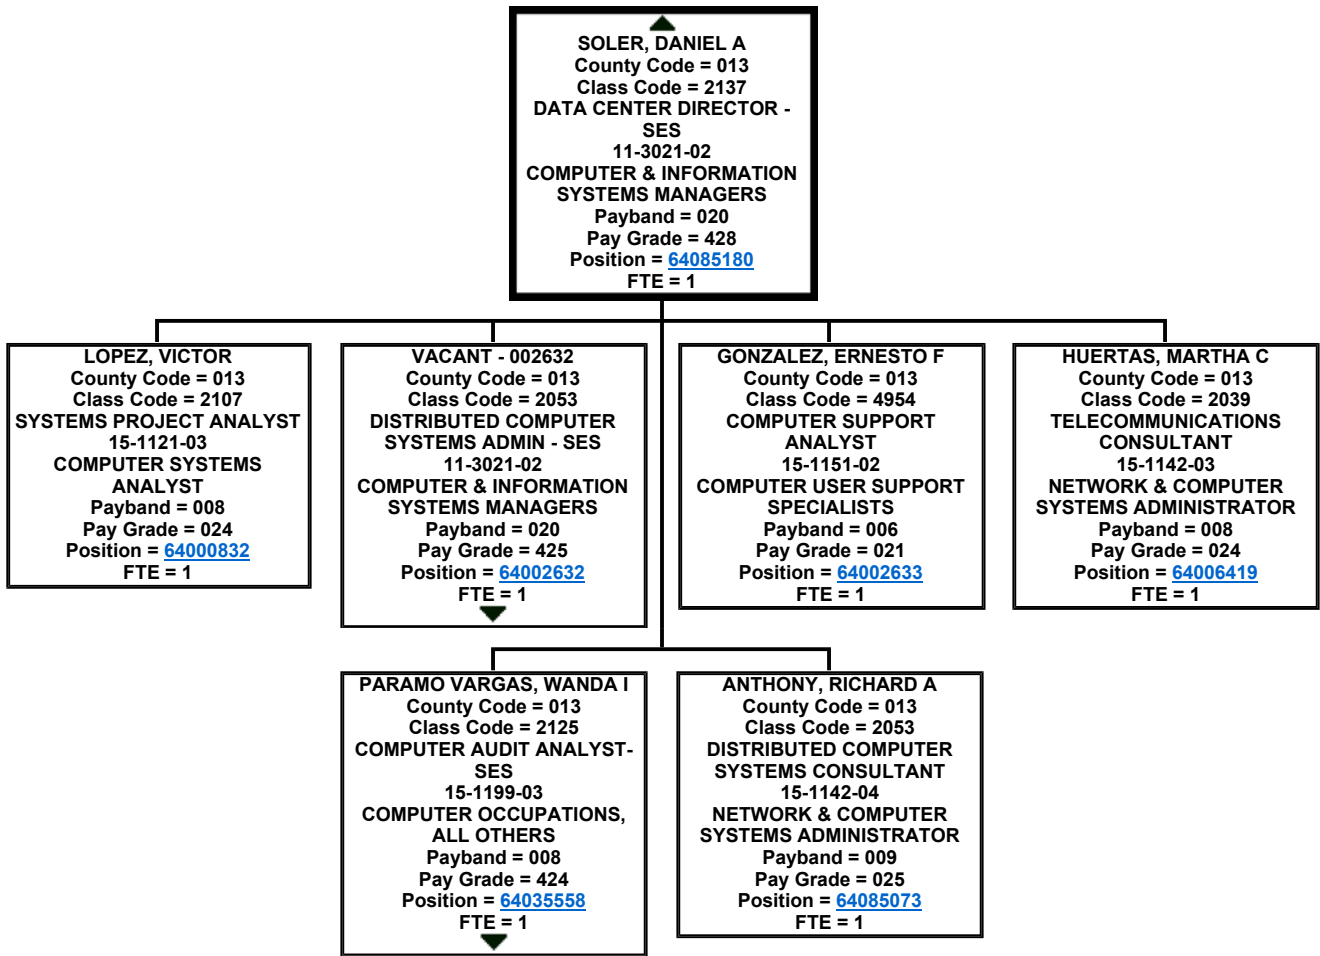 SOLER, DANIEL A
County Code = 013
Class Code = 2137
DATA CENTER DIRECTOR -
SES
11-3021-02
COMPUTER & INFORMATION
SYSTEMS MANAGERS
Payband = 020
Pay Grade = 428
Position = 64085180
FTE = 1
LOPEZ, VICTOR
County Code = 013
Class Code = 2107
SYSTEMS PROJECT ANALYST
15-1121-03
COMPUTER SYSTEMS
ANALYST
Payband = 008
Pay Grade = 024
Position = 64000832
FTE = 1
VACANT - 002632
County Code = 013
Class Code = 2053
DISTRIBUTED COMPUTER
SYSTEMS ADMIN - SES
11-3021-02
COMPUTER & INFORMATION
SYSTEMS MANAGERS
Payband = 020
Pay Grade = 425
Position = 64002632
FTE = 1
GONZALEZ, ERNESTO F
County Code = 013
Class Code = 4954
COMPUTER SUPPORT
ANALYST
15-1151-02
COMPUTER USER SUPPORT
SPECIALISTS
Payband = 006
Pay Grade = 021
Position = 64002633
FTE = 1
HUERTAS, MARTHA C
County Code = 013
Class Code = 2039
TELECOMMUNICATIONS
CONSULTANT
15-1142-03
NETWORK & COMPUTER
SYSTEMS ADMINISTRATOR
Payband = 008
Pay Grade = 024
Position = 64006419
FTE = 1
PARAMO VARGAS, WANDA I
County Code = 013
Class Code = 2125
COMPUTER AUDIT ANALYST-
SES
15-1199-03
COMPUTER OCCUPATIONS,
ALL OTHERS
Payband = 008
Pay Grade = 424
Position = 64035558
FTE = 1
ANTHONY, RICHARD A
County Code = 013
Class Code = 2053
DISTRIBUTED COMPUTER
SYSTEMS CONSULTANT
15-1142-04
NETWORK & COMPUTER
SYSTEMS ADMINISTRATOR
Payband = 009
Pay Grade = 025
Position = 64085073
FTE = 1